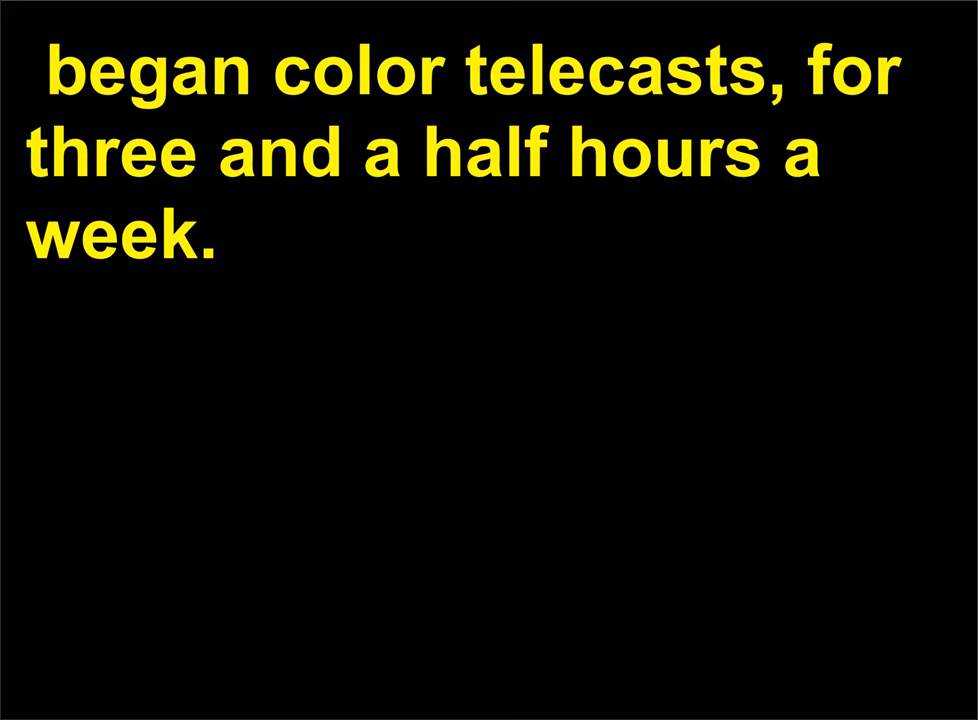 began color telecasts, for
three and a half hours a
week.